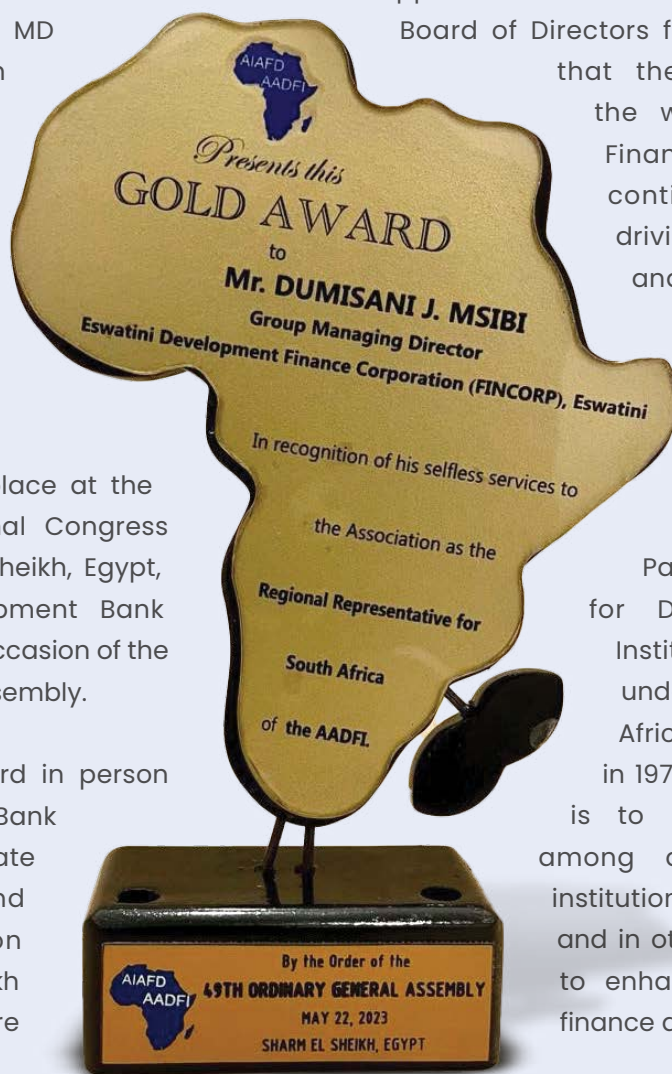 MD
Board of Directors f
that the
the w
Finan
conti
drivi
and
AIAFD
AADFI
Presents this
GOLD AWARD
to
Mr. DUMISANI J. MSIBI
Group Managing Director
Eswatini Development Finance Corporation (FINCORP), Eswatini
In recognition of his selfless services to
the Association as the
Regional Representative for
South Africa
of the AADFI.
AIAFD
AADFI
By the Order of the
49TH ORDINARY GENERAL ASSEMBLY
MAY 22, 2023
SHARM EL SHEIKH, EGYPT
lace at the
nal Congress
heikh, Egypt,
pment Bank
ccasion of the
sembly.
rd in person
Bank
ate
nd
on
kh
re
Pa
for D
Instit
und
Afric
in 197
is to
among
institution
and in ot
to enha
finance